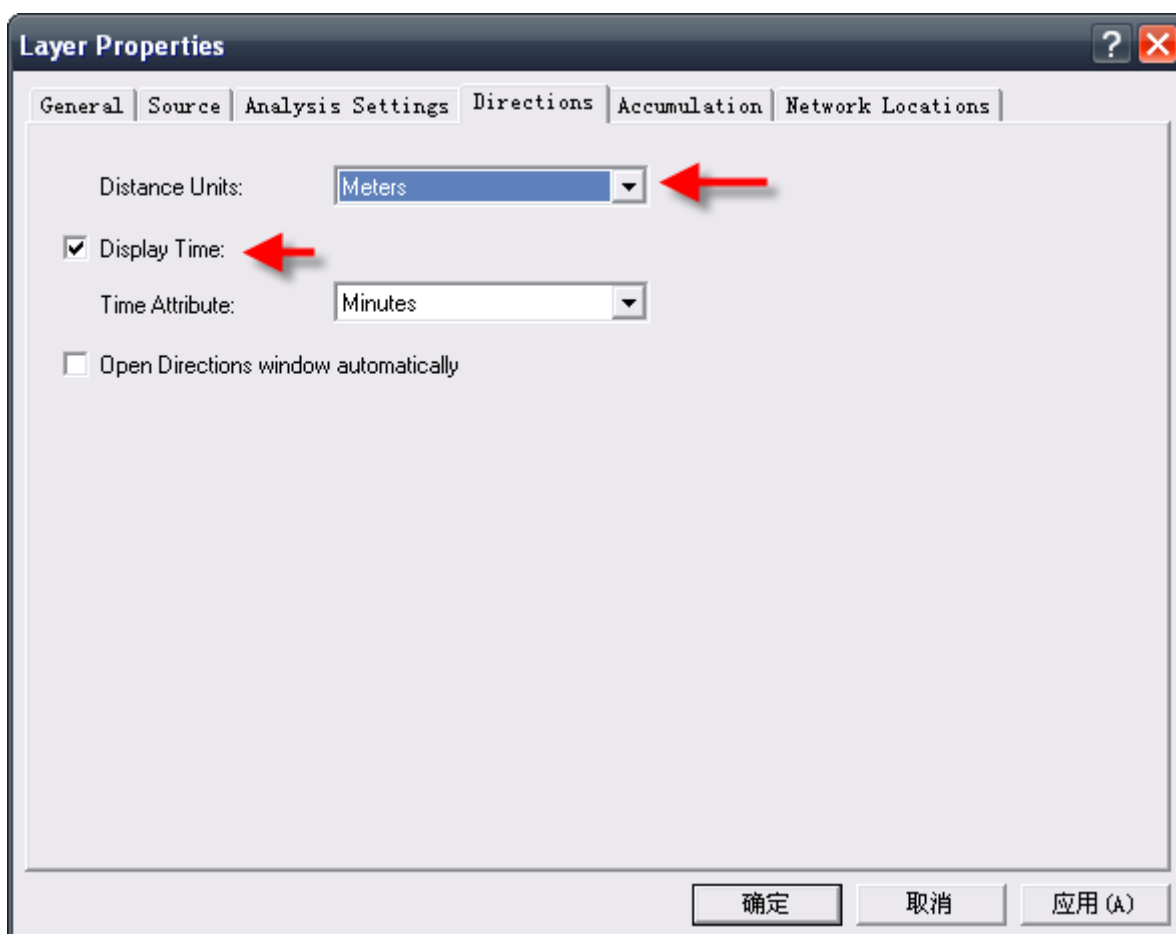 Layer Properties
General Source Analysis Settings Directions Accumulation Network Locations
Distance Units: Meters
Display Time:
Time Attribute: Minutes
Open Directions window automatically
确定 取消 应用(A)